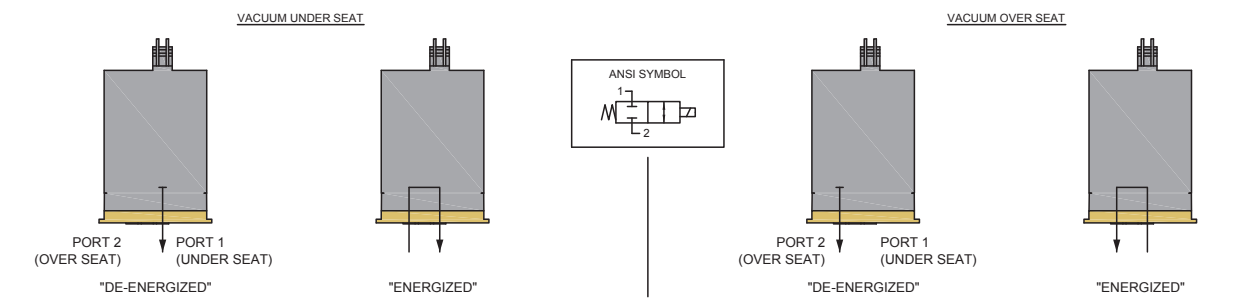 VACUUM UNDER SEAT
VACUUM OVER SEAT
ANSI SYMBOL
1
2
PORT 2
(OVER SEAT)
PORT 1
(UNDER SEAT)
"DE-ENERGIZED"
"ENERGIZED"
PORT 2
(OVER SEAT)
PORT 1
(UNDER SEAT)
"DE-ENERGIZED"
"ENERGIZED"